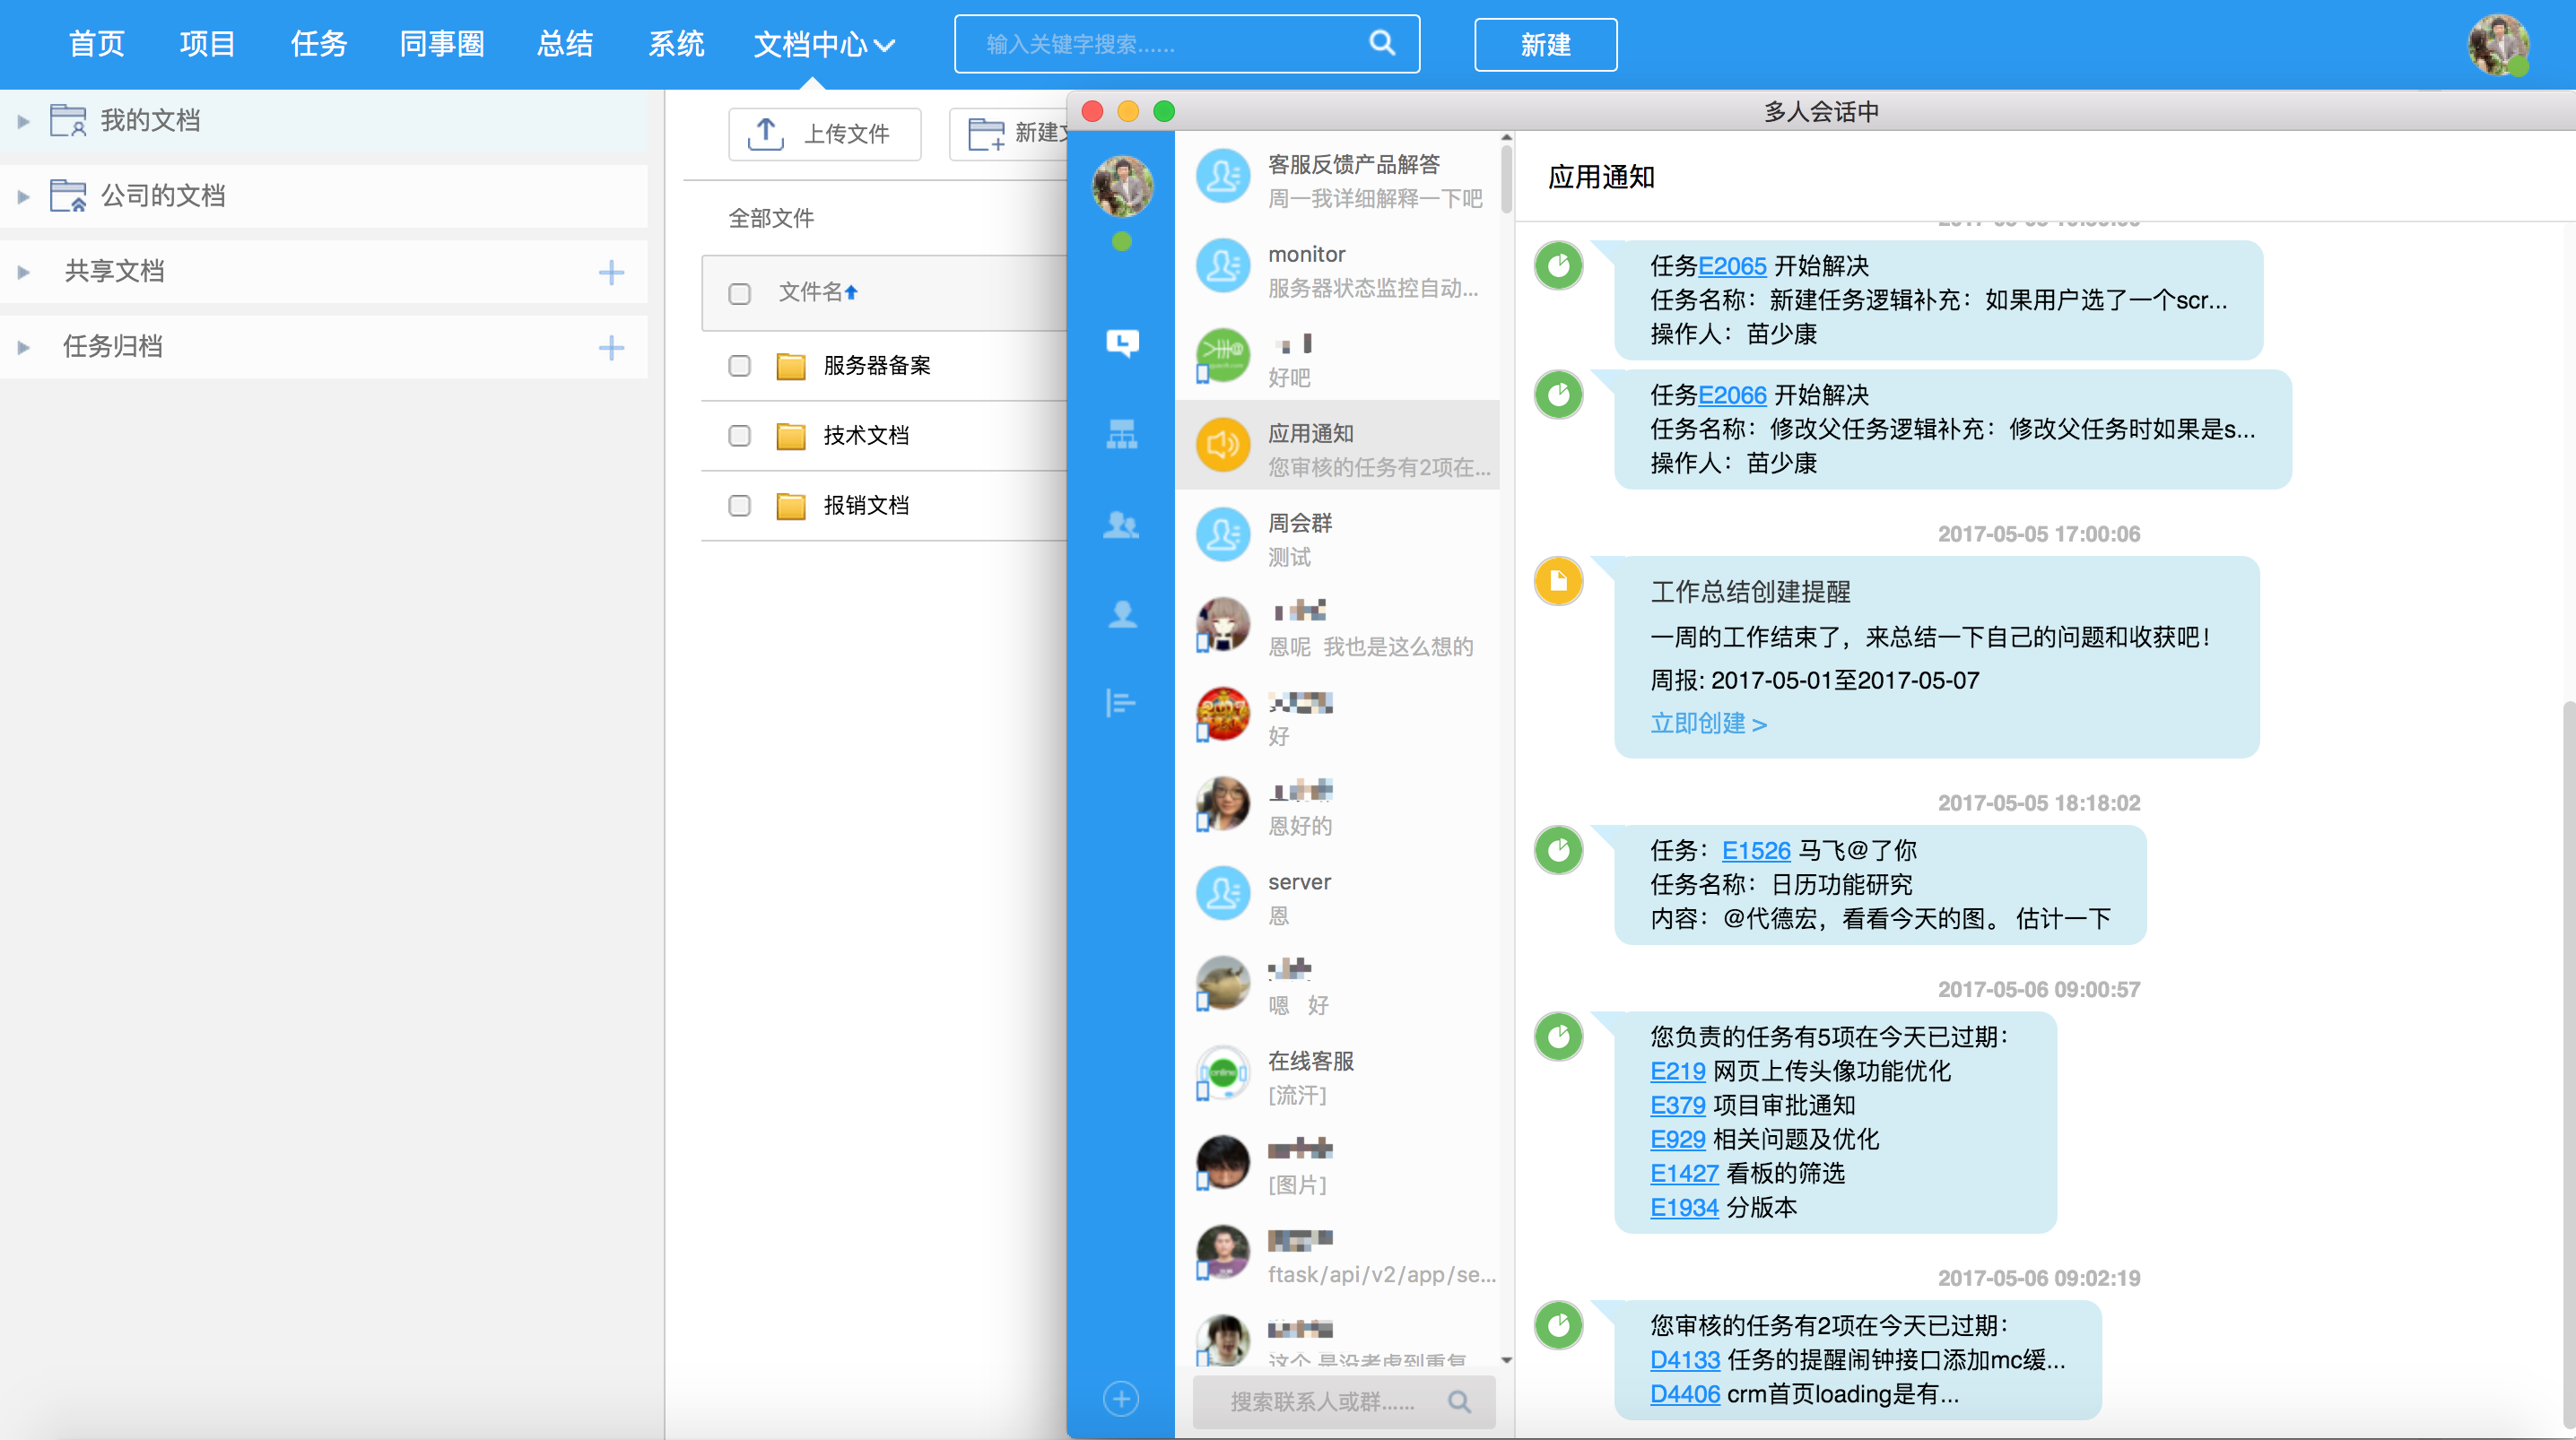 首页 项目 任务 同事圈 总结 系统 文档中心 输入关键字搜索...... 新建
我的文档
公司的文档
共享文档
任务归档
上传文件 新建
全部文件
文件名
服务器备案
技术文档
报销文档
多人会话中
客服反馈产品解答
周一我详细解释一下吧
monitor
服务器状态监控自动...
好吧
应用通知
您审核的任务有2项在...
周会群
测试
恩呢 我也是这么想的
好
恩好的
server
恩
嗯 好
在线客服
[流汗]
[图片]
ftask/api/v2/app/se...
这个 是没考虑到重复
搜索联系人或群......
应用通知
任务E2065 开始解决
任务名称：新建任务逻辑补充：如果用户选了一个scr...
操作人：苗少康
任务E2066 开始解决
任务名称：修改父任务逻辑补充：修改父任务时如果是s...
操作人：苗少康
2017-05-05 17:00:06
工作总结创建提醒
一周的工作结束了，来总结一下自己的问题和收获吧！
周报: 2017-05-01至2017-05-07
立即创建 >
2017-05-05 18:18:02
任务：E1526 马飞@了你
任务名称：日历功能研究
内容：@代德宏，看看今天的图。 估计一下
2017-05-06 09:00:57
您负责的任务有5项在今天已过期：
E219 网页上传头像功能优化
E379 项目审批通知
E929 相关问题及优化
E1427 看板的筛选
E1934 分版本
2017-05-06 09:02:19
您审核的任务有2项在今天已过期：
D4133 任务的提醒闹钟接口添加mc缓...
D4406 crm首页loading是有...